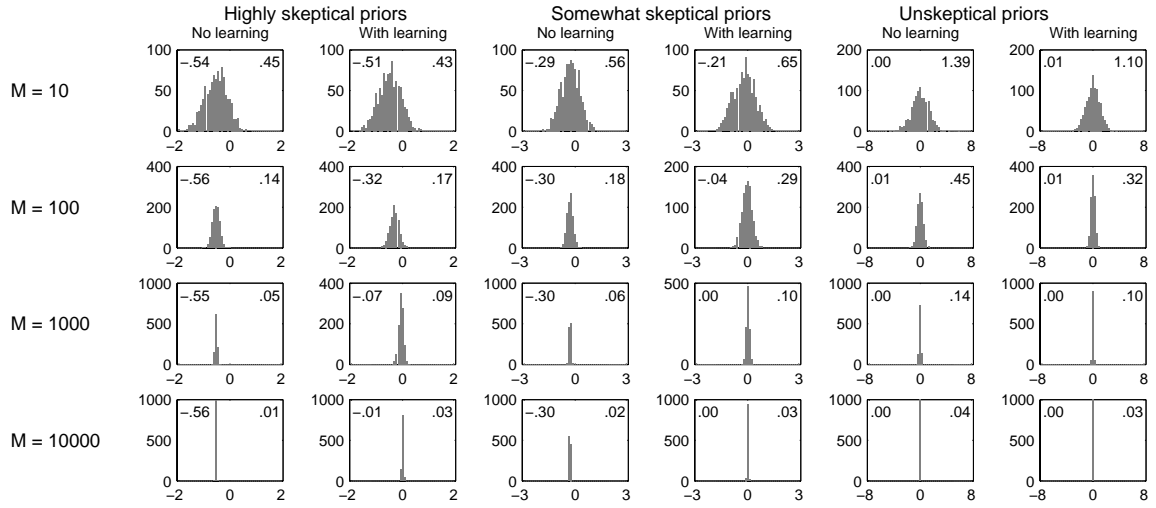 Highly skeptical priors Somewhat skeptical priors Unskeptical priors
No learning With learning No learning With learning No learning With learning
M = 10
100 50 0 −.54 .45 −2 0 2
100 50 0 −.51 .43 −2 0 2
100 50 0 −.29 .56 −3 0 3
100 50 0 −.21 .65 −3 0 3
200 100 0 .00 1.39 −8 0 8
200 100 0 .01 1.10 −8 0 8
M = 100
400 200 0 −.56 .14 −2 0 2
400 200 0 −.32 .17 −2 0 2
400 200 0 −.30 .18 −3 0 3
200 100 0 −.04 .29 −3 0 3
400 200 0 .01 .45 −8 0 8
400 200 0 .01 .32 −8 0 8
M = 1000
1000 500 0 −.55 .05 −2 0 2
400 200 0 −.07 .09 −2 0 2
1000 500 0 −.30 .06 −3 0 3
500 0 .00 .10 −3 0 3
1000 500 0 .00 .14 −8 0 8
1000 500 0 .00 .10 −8 0 8
M = 10000
1000 500 0 −.56 .01 −2 0 2
1000 500 0 −.01 .03 −2 0 2
1000 500 0 −.30 .02 −3 0 3
1000 500 0 .00 .03 −3 0 3
1000 500 0 .00 .04 −8 0 8
1000 500 0 .00 .03 −8 0 8